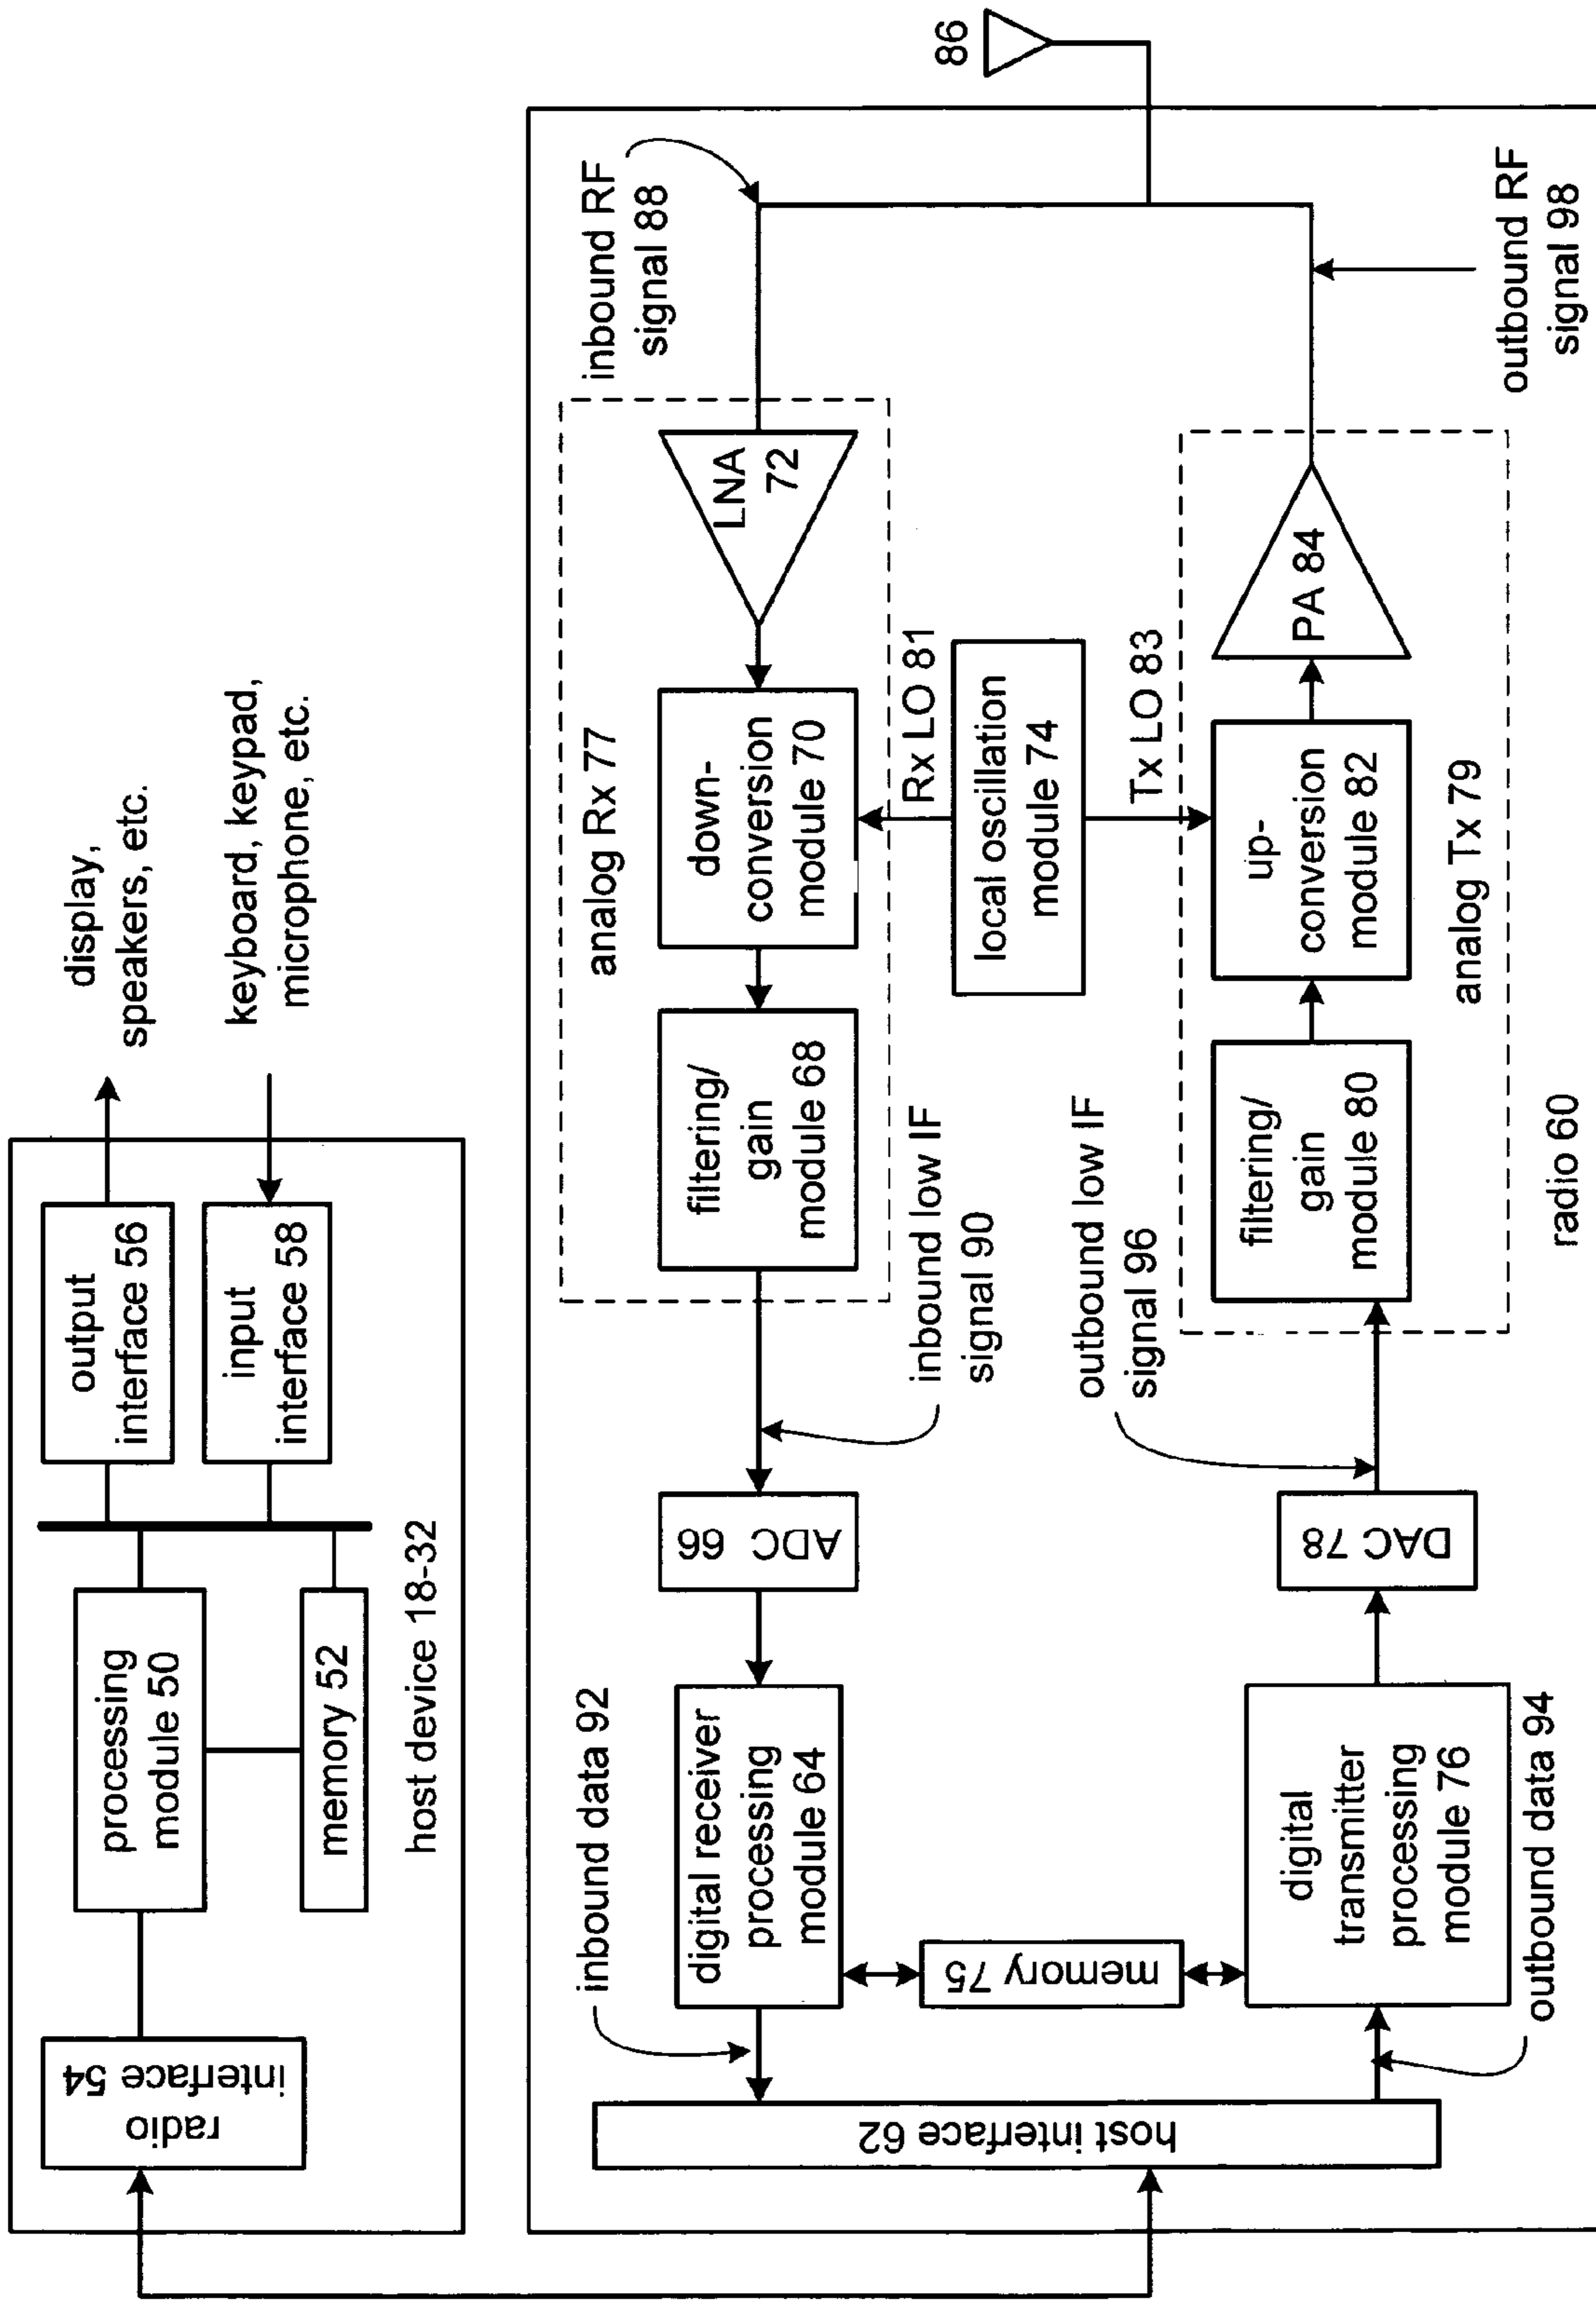 radio
interface 54
processing
module 50
memory 52
output
interface 56
input
interface 58
display,
speakers, etc.
keyboard, keypad,
microphone, etc.
host device 18-32
host interface 62
inbound data 92
digital receiver
processing
module 64
ADC 66
inbound low IF
signal 90
filtering/
gain
module 68
analog Rx 77
down-
conversion
module 70
LNA
72
inbound RF
signal 88
86
memory 75
Rx LO 81
local oscillation
module 74
Tx LO 83
outbound data 94
digital
transmitter
processing
module 76
DAC 78
outbound low IF
signal 96
filtering/
gain
module 80
up-
conversion
module 82
analog Tx 79
PA 84
outbound RF
signal 98
radio 60